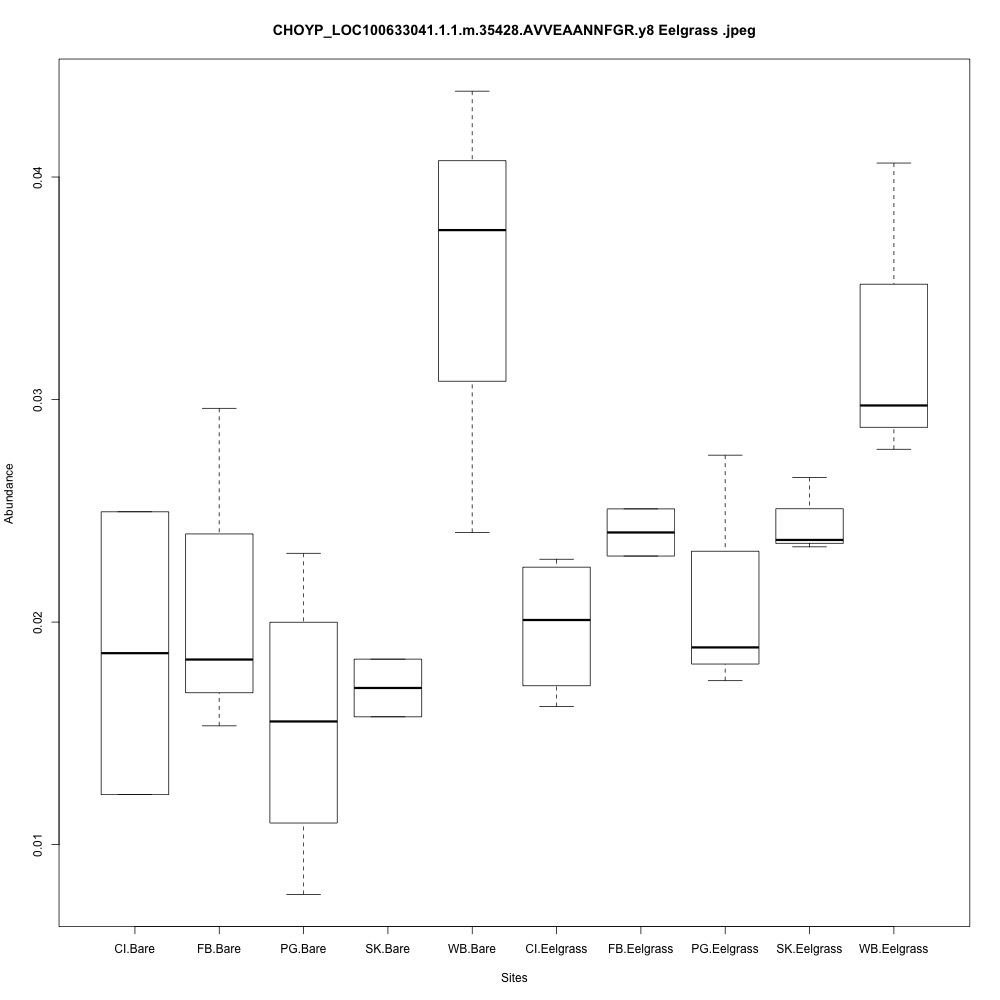 CHOYP_LOC100633041.1.1.m.35428.AVVEAANNFGR.y8 Eelgrass .jpeg
0.04
0.03
0.02
0.01
Abundance
CI.Bare FB.Bare PG.Bare SK.Bare WB.Bare CI.Eelgrass FB.Eelgrass PG.Eelgrass SK.Eelgrass WB.Eelgrass
Sites